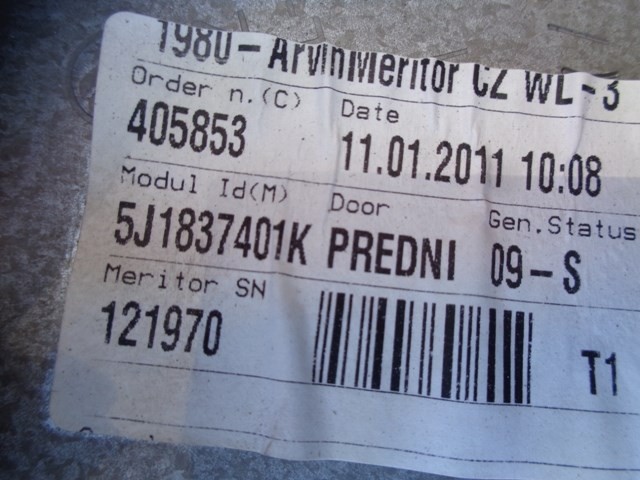 1980-ArvinMeritor CZ WL-3
Order n.(C) Date
405853 11.01.2011 10:08
Modul Id(M) Door Gen.Status
5J1837401K PREDNI 09-S
Meritor SN
121970 T1